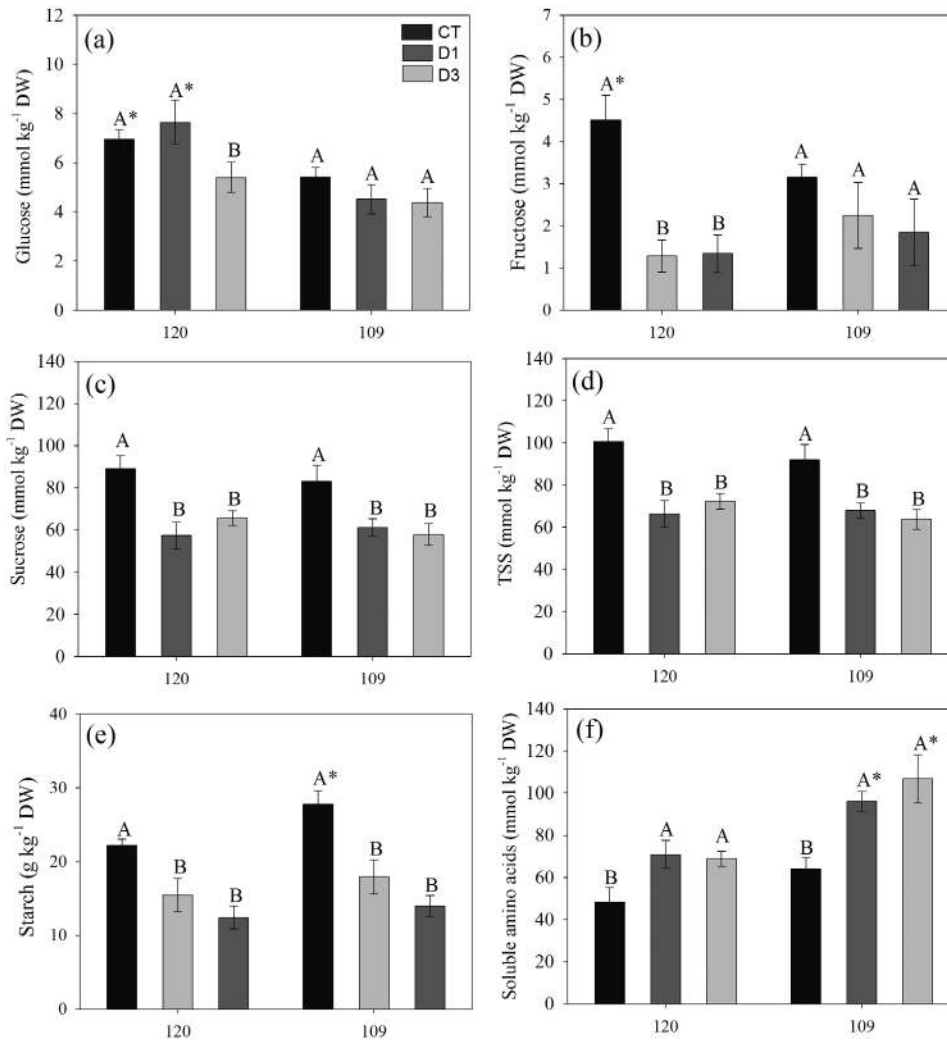 (a)
CT
D1
D3
Glucose (mmol kg⁻¹ DW)
12
10
8
6
4
2
0
A*
A*
B
A
A
A
120
109
(b)
Fructose (mmol kg⁻¹ DW)
7
6
5
4
3
2
1
0
A*
B
B
A
A
A
120
109
(c)
Sucrose (mmol kg⁻¹ DW)
140
120
100
80
60
40
20
0
A
B
B
A
B
B
120
109
(d)
TSS (mmol kg⁻¹ DW)
140
120
100
80
60
40
20
0
A
B
B
A
B
B
120
109
(e)
Starch (g kg⁻¹ DW)
40
30
20
10
0
A
B
B
A*
B
B
120
109
(f)
Soluble amino acids (mmol kg⁻¹ DW)
140
120
100
80
60
40
20
0
B
A
A
B
A*
A*
120
109